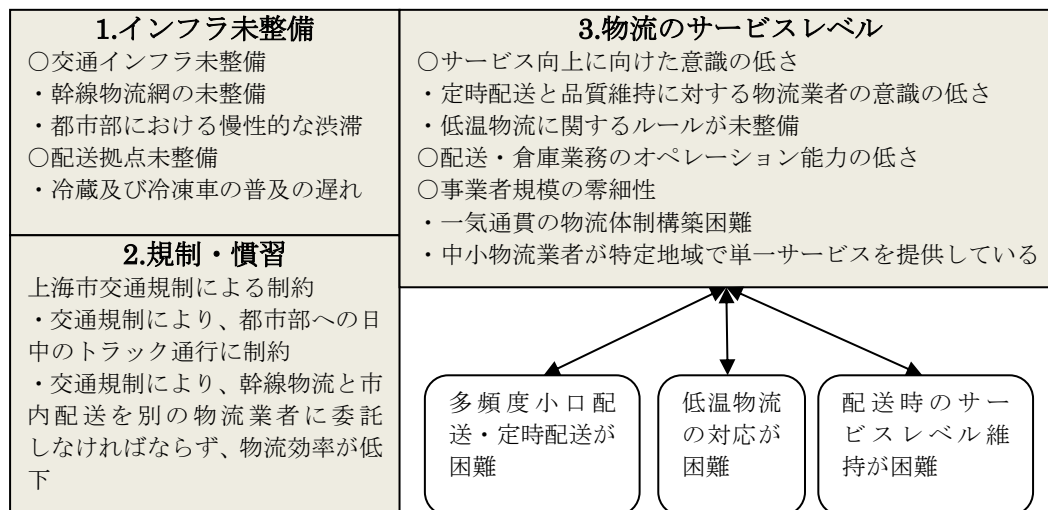 1.インフラ未整備
○交通インフラ未整備
・幹線物流網の未整備
・都市部における慢性的な渋滞
○配送拠点未整備
・冷蔵及び冷凍車の普及の遅れ
2.規制・慣習
上海市交通規制による制約
・交通規制により、都市部への日
中のトラック通行に制約
・交通規制により、幹線物流と市
内配送を別の物流業者に委託
しなければならず、物流効率が低
下
3.物流のサービスレベル
○サービス向上に向けた意識の低さ
・定時配送と品質維持に対する物流業者の意識の低さ
・低温物流に関するルールが未整備
○配送・倉庫業務のオペレーション能力の低さ
○事業者規模の零細性
・一気通貫の物流体制構築困難
・中小物流業者が特定地域で単一サービスを提供している
多頻度小口配
送・定時配送が
困難
低温物流
の対応が
困難
配送時のサー
ビスレベル維
持が困難